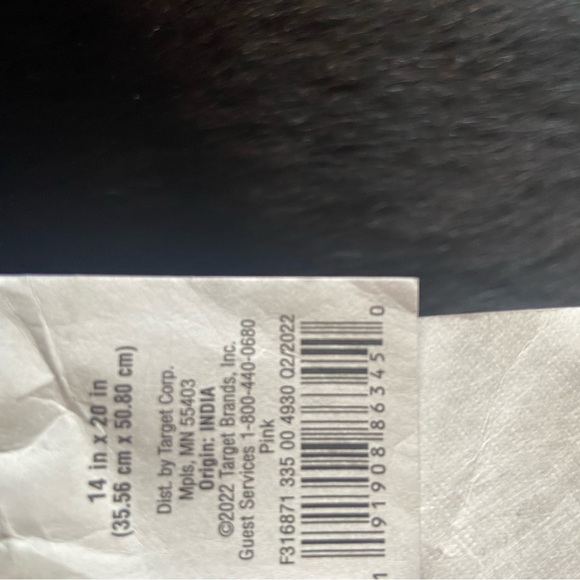 14 in x 20 in
(35.56 cm x 50.80 cm)
Dist. by Target Corp.
Mpls, MN 55403
Origin: INDIA
©2022 Target Brands, Inc.
Guest Services 1-800-440-0680
Pink
F316871 335 00 4930 02/2022
1 91908 86345 0